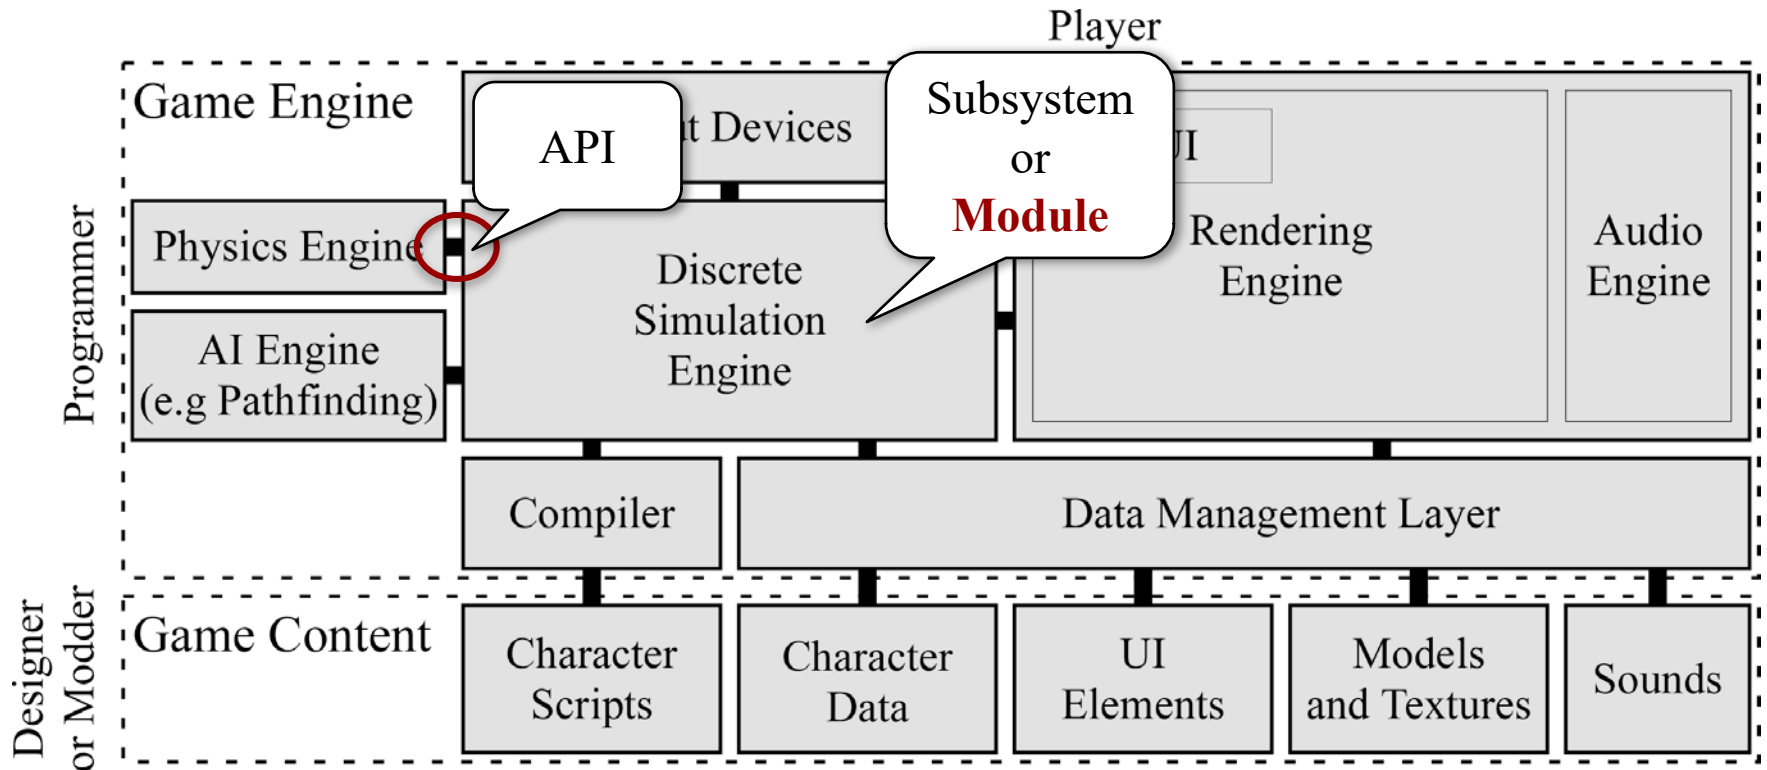 Player
Game Engine
API
t Devices
Subsystem
or
Module
UI
Physics Engine
Discrete
Simulation
Engine
Rendering
Engine
Audio
Engine
AI Engine
(e.g Pathfinding)
Programmer
Compiler
Data Management Layer
Designer
or Modder
Game Content
Character
Scripts
Character
Data
UI
Elements
Models
and Textures
Sounds